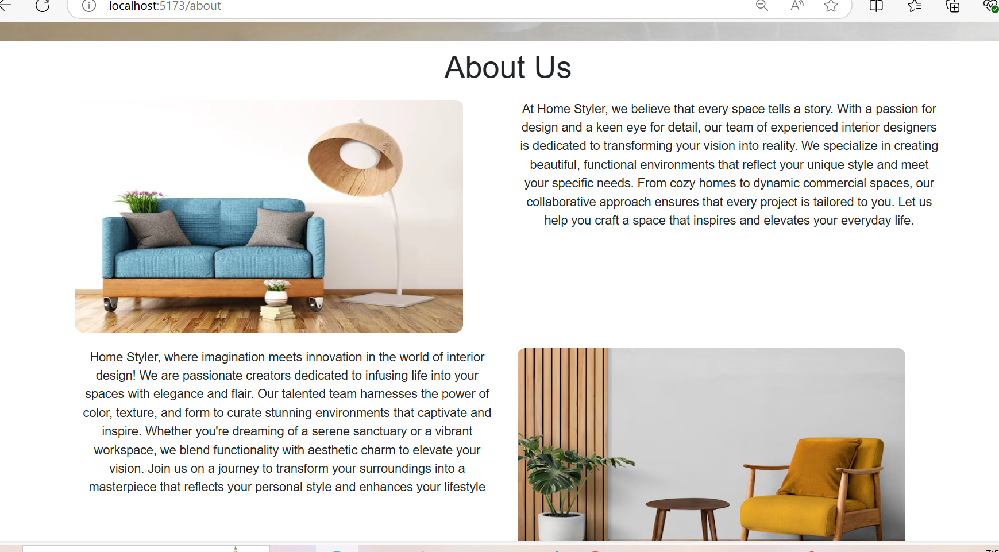 localhost:5173/about
About Us
At Home Styler, we believe that every space tells a story. With a passion for
design and a keen eye for detail, our team of experienced interior designers
is dedicated to transforming your vision into reality. We specialize in creating
beautiful, functional environments that reflect your unique style and meet
your specific needs. From cozy homes to dynamic commercial spaces, our
collaborative approach ensures that every project is tailored to you. Let us
help you craft a space that inspires and elevates your everyday life.
Home Styler, where imagination meets innovation in the world of interior
design! We are passionate creators dedicated to infusing life into your
spaces with elegance and flair. Our talented team harnesses the power of
color, texture, and form to curate stunning environments that captivate and
inspire. Whether you're dreaming of a serene sanctuary or a vibrant
workspace, we blend functionality with aesthetic charm to elevate your
vision. Join us on a journey to transform your surroundings into a
masterpiece that reflects your personal style and enhances your lifestyle